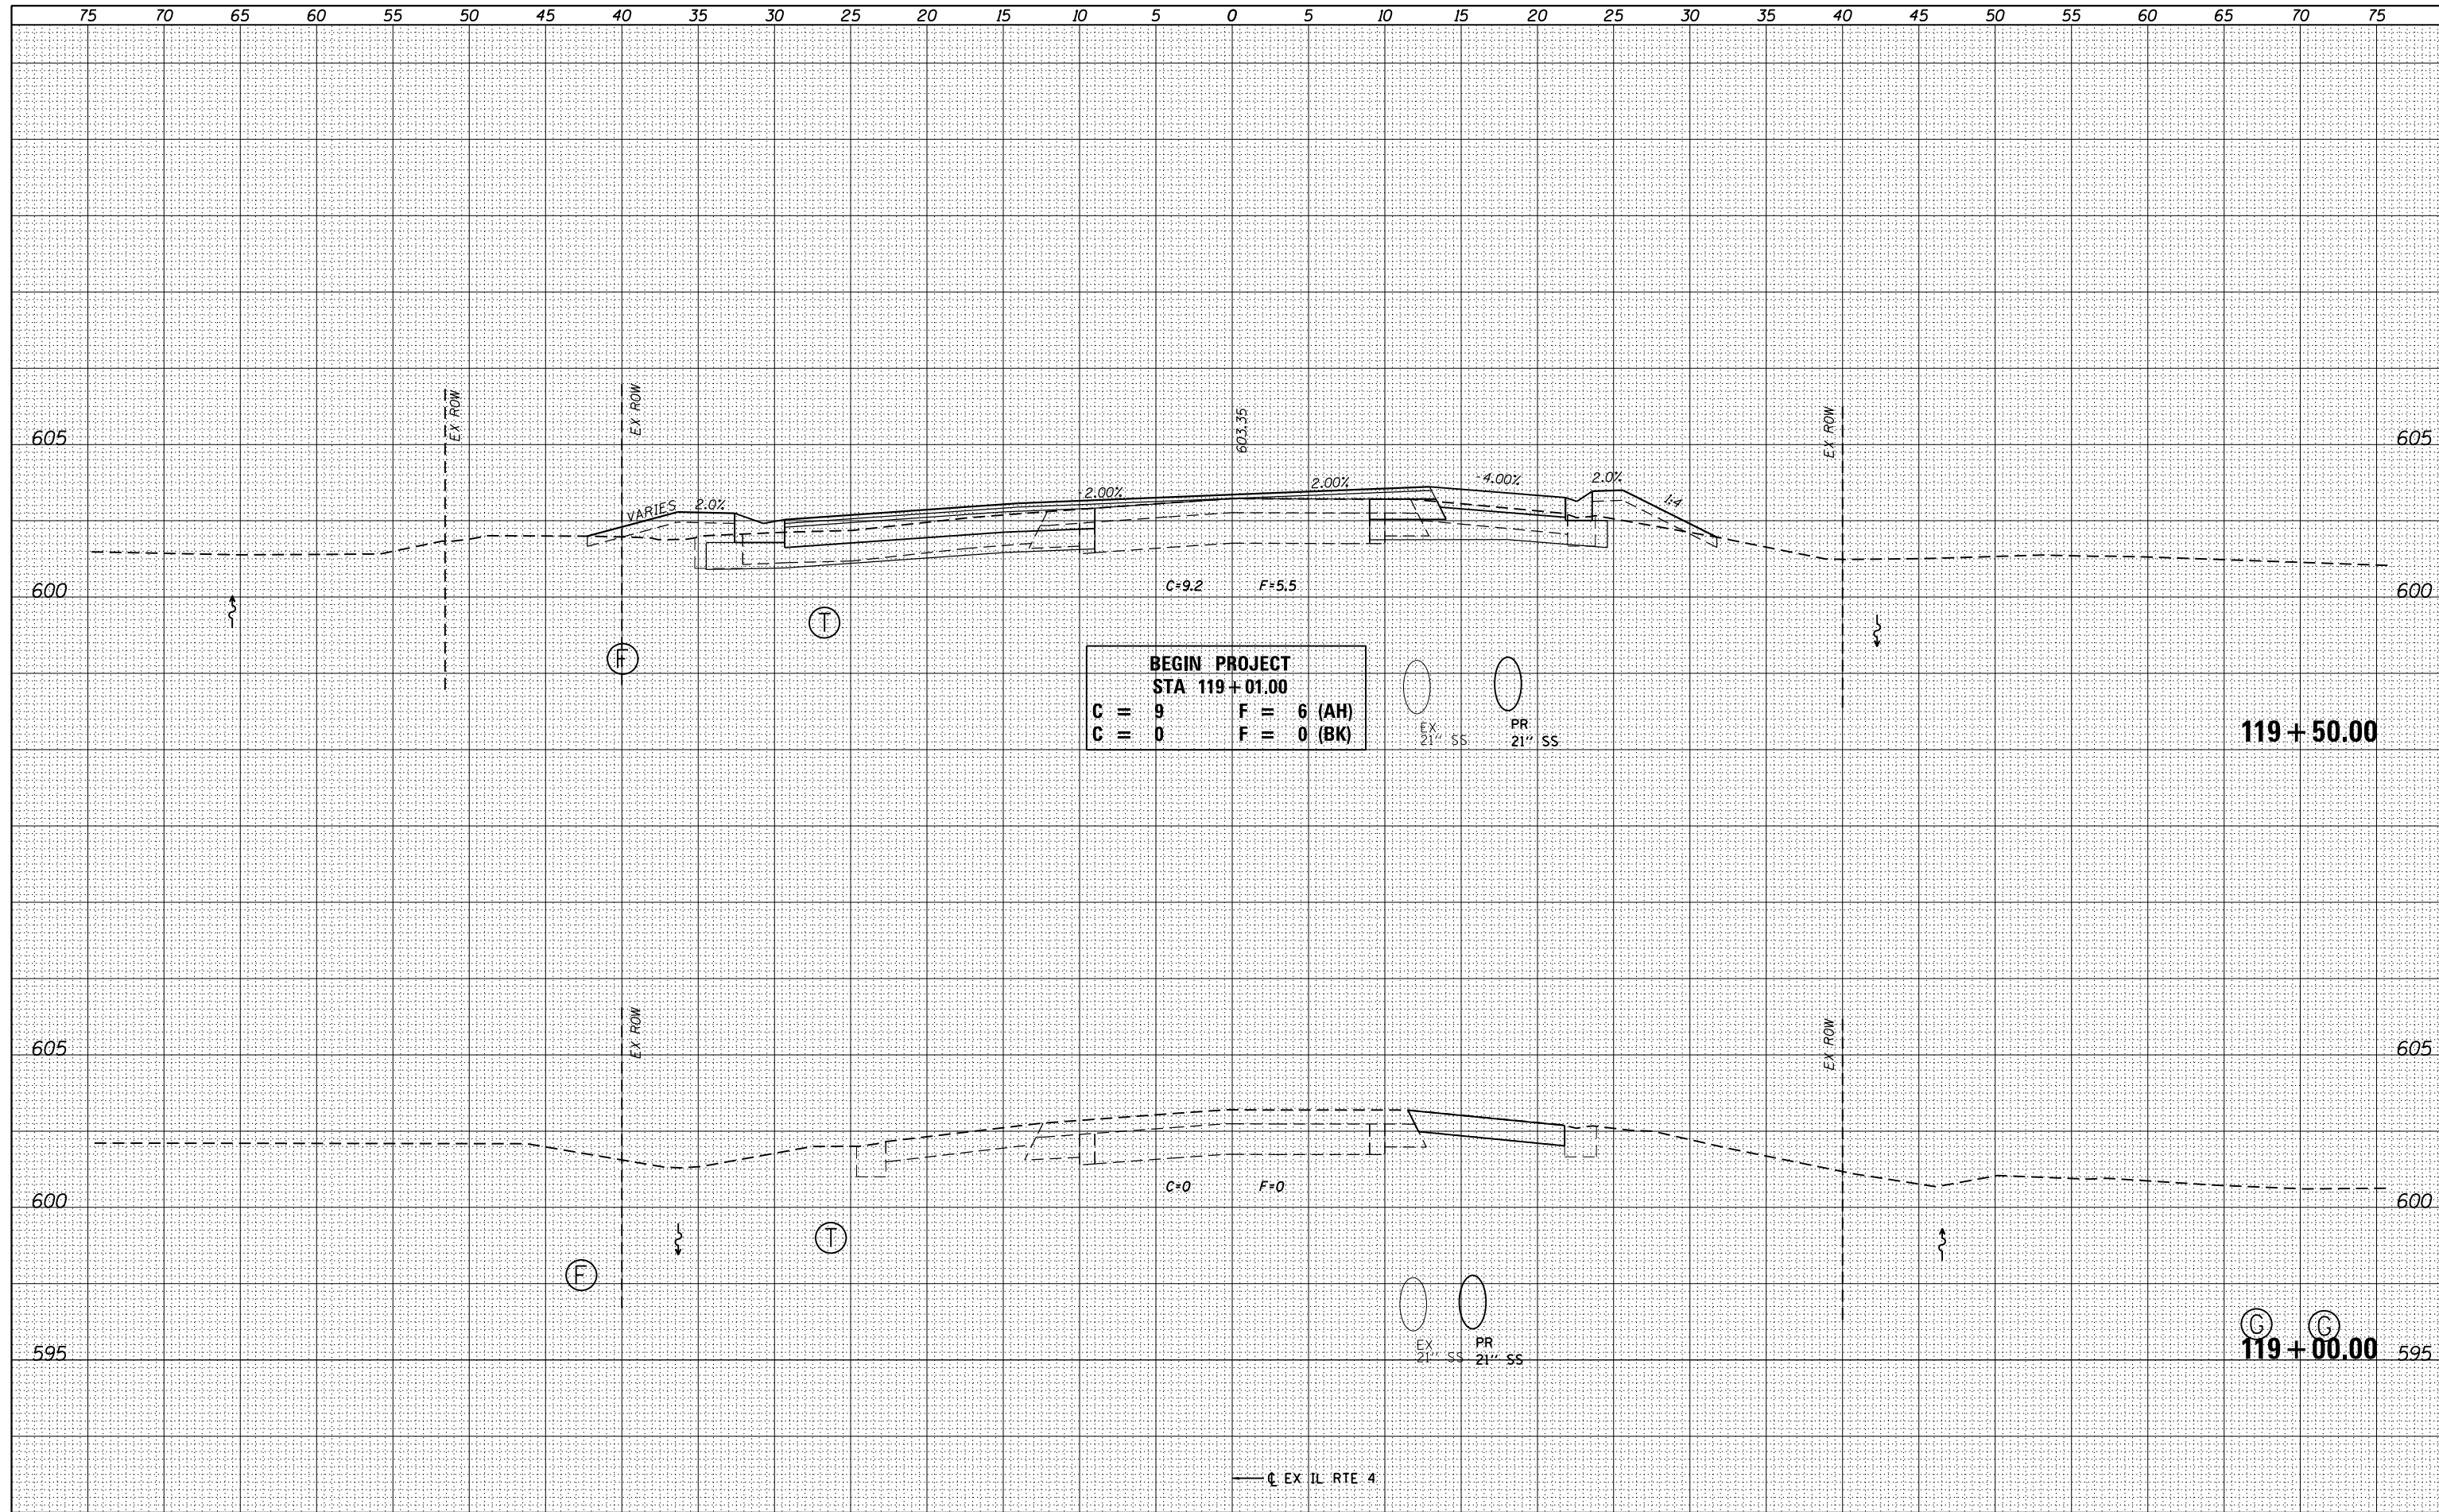 75 70 65 60 55 50 45 40 35 30 25 20 15 10 5 0 5 10 15 20 25 30 35 40 45 50 55 60 65 70 75
EX ROW
EX ROW
603.35
EX ROW
605
605
VARIES
2.0%
-2.00%
2.00%
-4.00%
2.0%
1:4
600
C=9.2
F=5.5
600
T
F
BEGIN PROJECT
STA 119+01.00
C = 9 F = 6 (AH)
C = 0 F = 0 (BK)
EX
21" SS
PR
21" SS
119+50.00
EX ROW
EX ROW
605
605
600
C=0
F=0
600
T
F
EX
21" SS
PR
21" SS
G
G
595
119+00.00
595
℄ EX IL RTE 4